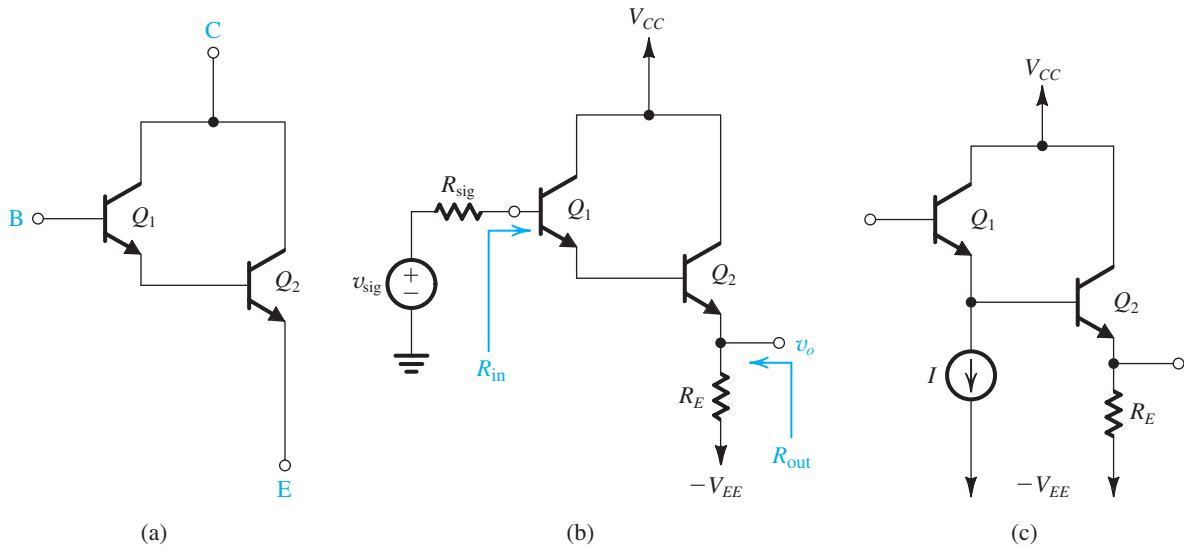 C
B
Q1
Q2
E
(a)
VCC
Rsig
Q1
vsig
+
−
Rin
Q2
vo
RE
Rout
−VEE
(b)
VCC
Q1
Q2
I
RE
−VEE
(c)